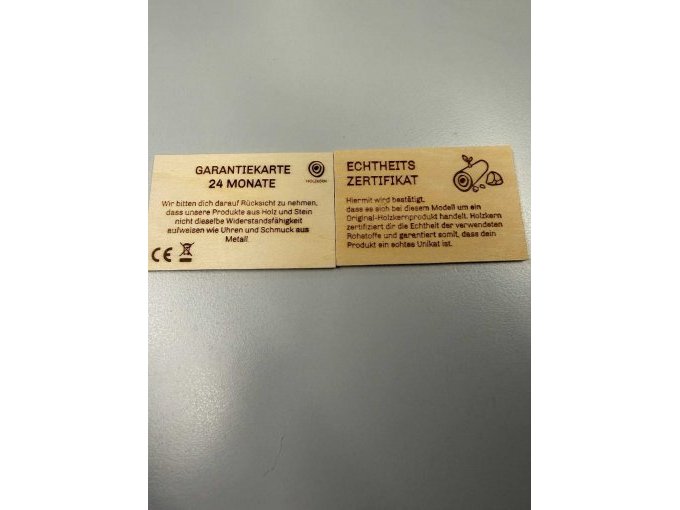 GARANTIEKARTE
24 MONATE
HOLZKERN
Wir bitten dich darauf Rücksicht zu nehmen,
dass unsere Produkte aus Holz und Stein
nicht dieselbe Widerstandsfähigkeit
aufweisen wie Uhren und Schmuck aus
Metall.
CE
ECHTHEITS
ZERTIFIKAT
Hiermit wird bestätigt,
dass es sich bei diesem Modell um ein
Original-Holzkernprodukt handelt. Holzkern
zertifiziert dir die Echtheit der verwendeten
Rohstoffe und garantiert somit, dass dein
Produkt ein echtes Unikat ist.